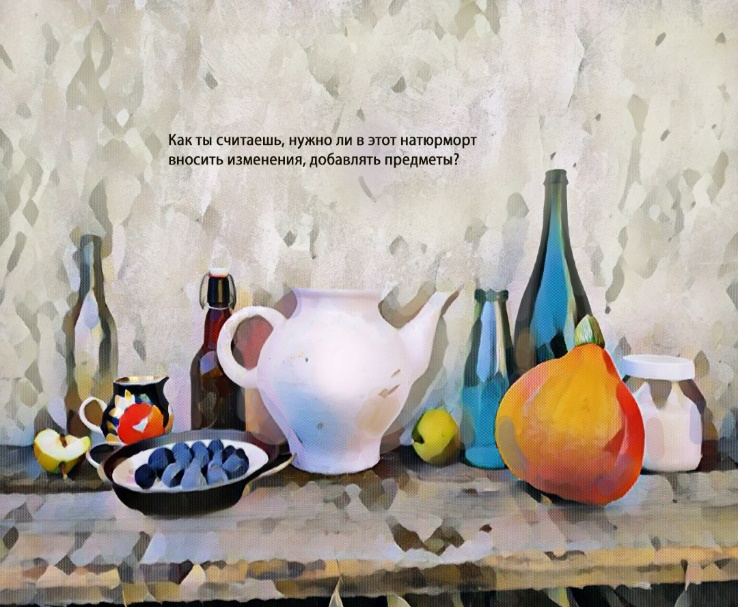 Как ты считаешь, нужно ли в этот натюрморт
вносить изменения, добавлять предметы?